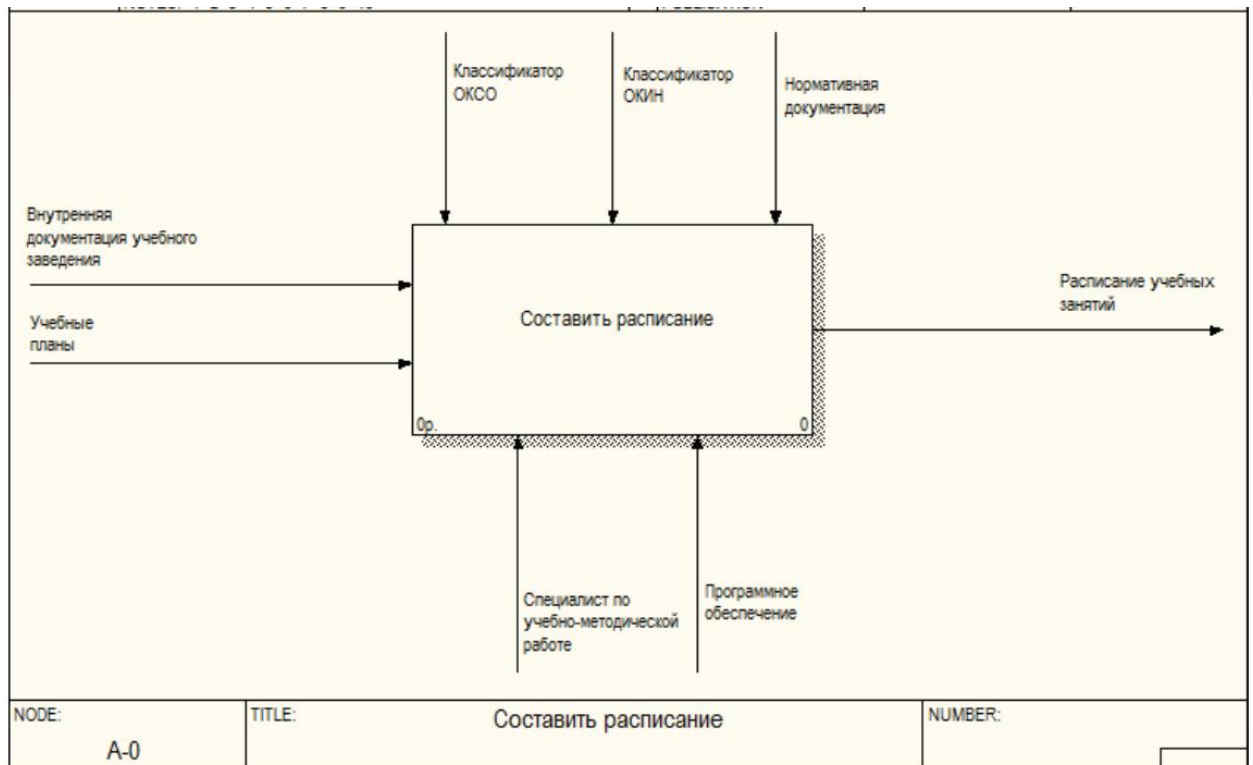 Классификатор
ОКСО
Классификатор
ОКИН
Нормативная
документация
Внутренняя
документация учебного
заведения
Учебные
планы
Составить расписание
0р.
0
Расписание учебных
занятий
Специалист по
учебно-методической
работе
Программное
обеспечение
NODE:
A-0
TITLE:
Составить расписание
NUMBER: